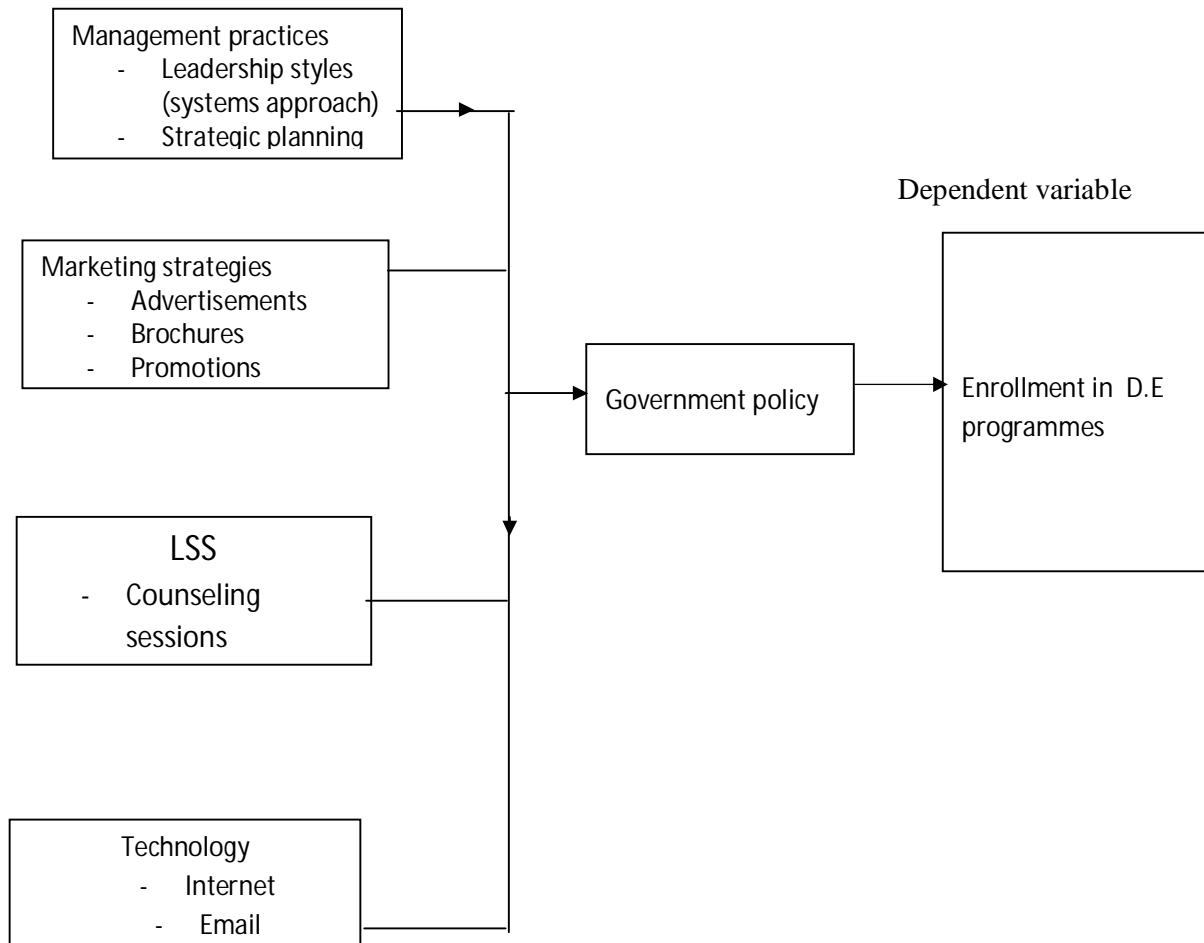 Management practices
- Leadership styles
(systems approach)
- Strategic planning
Dependent variable
Marketing strategies
- Advertisements
- Brochures
- Promotions
Government policy
Enrollment in D.E
programmes
LSS
- Counseling
sessions
Technology
- Internet
- Email